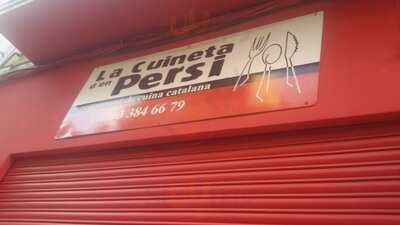 La Cuineta
d'en Persi
cuina catalana
384 66 79